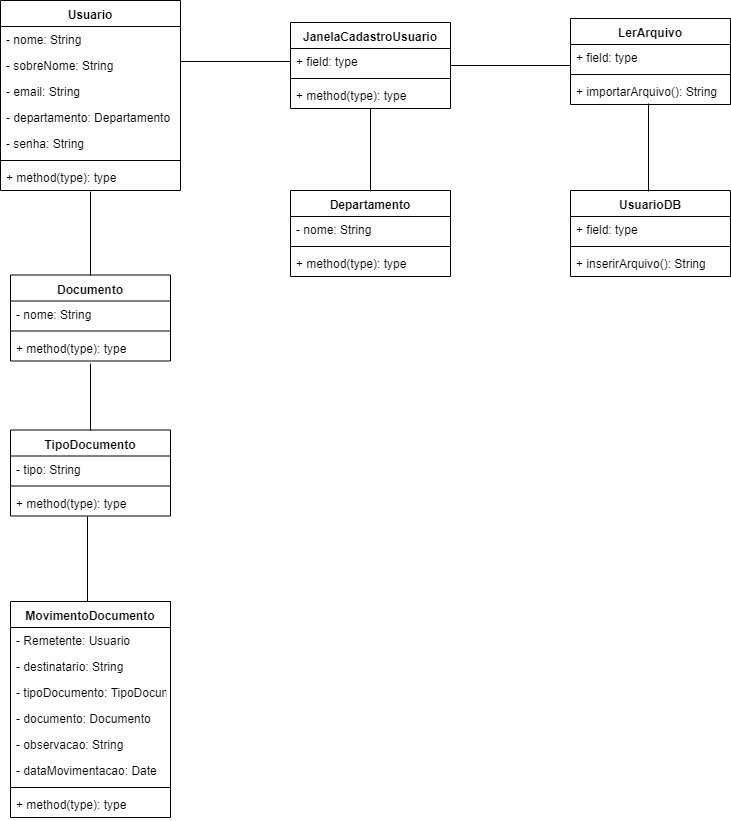 Usuario
- nome: String
- sobreNome: String
- email: String
- departamento: Departamento
- senha: String
+ method(type): type
JanelaCadastroUsuario
+ field: type
+ method(type): type
LerArquivo
+ field: type
+ importarArquivo(): String
Departamento
- nome: String
+ method(type): type
UsuarioDB
+ field: type
+ inserirArquivo(): String
Documento
- nome: String
+ method(type): type
TipoDocumento
- tipo: String
+ method(type): type
MovimentoDocumento
- Remetente: Usuario
- destinatario: String
- tipoDocumento: TipoDocun
- documento: Documento
- observacao: String
- dataMovimentacao: Date
+ method(type): type